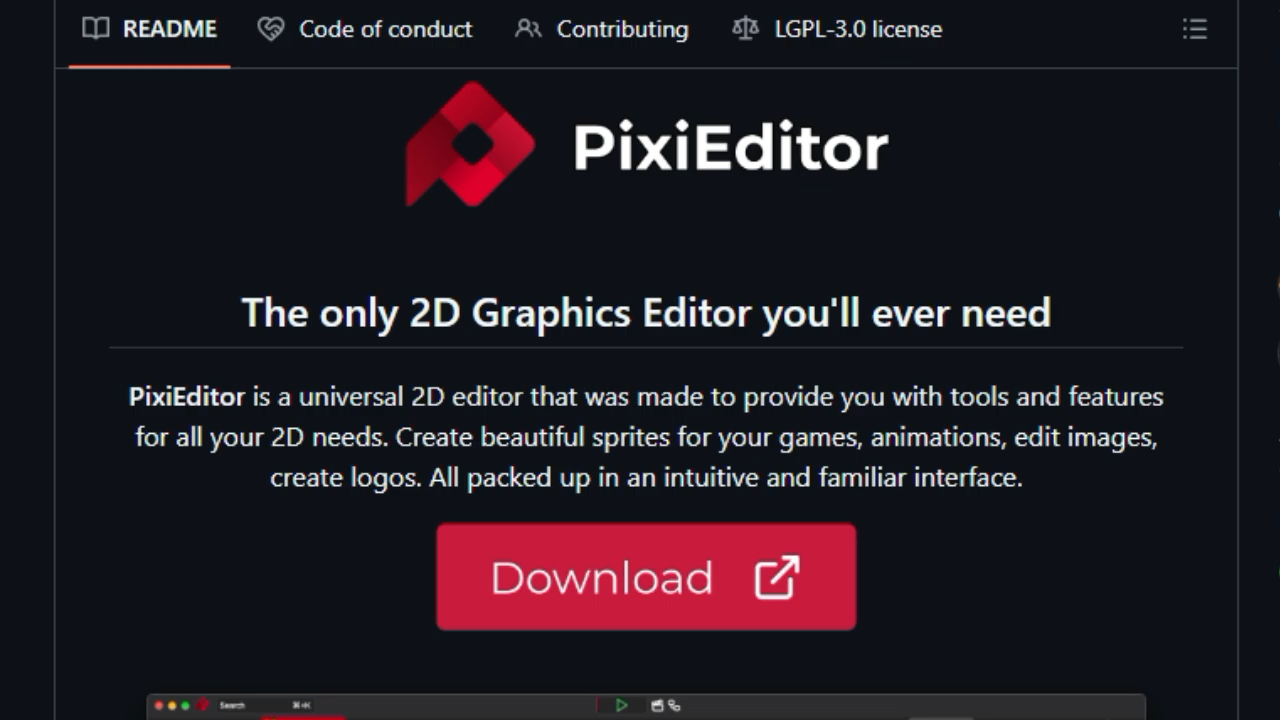 README Code of conduct Contributing LGPL-3.0 license
PixiEditor
The only 2D Graphics Editor you'll ever need
PixiEditor is a universal 2D editor that was made to provide you with tools and features
for all your 2D needs. Create beautiful sprites for your games, animations, edit images,
create logos. All packed up in an intuitive and familiar interface.
Download
Search ⌘+K